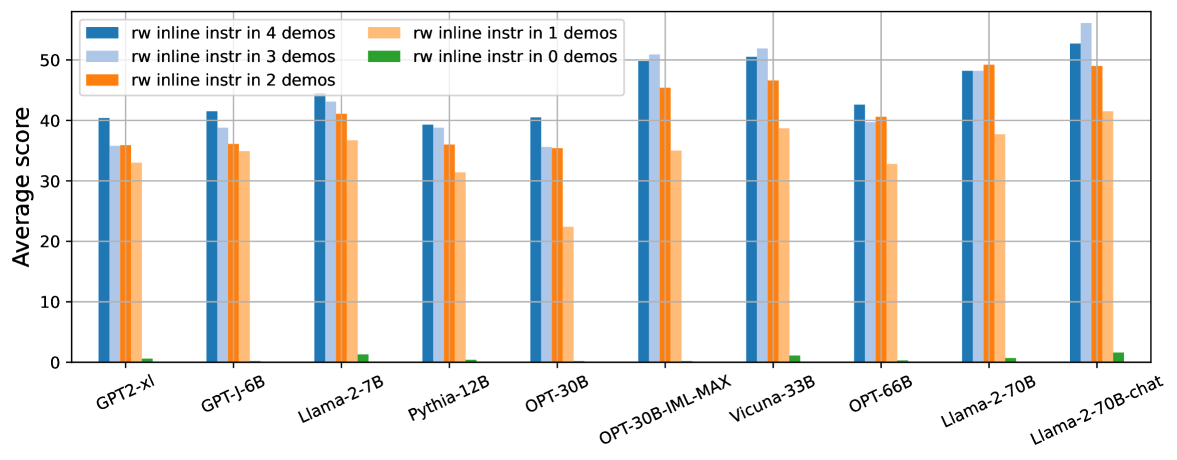 rw inline instr in 4 demos
rw inline instr in 3 demos
rw inline instr in 2 demos
rw inline instr in 1 demos
rw inline instr in 0 demos
Average score
50
40
30
20
10
0
GPT2-xl
GPT-J-6B
Llama-2-7B
Pythia-12B
OPT-30B
OPT-30B-IML-MAX
Vicuna-33B
OPT-66B
Llama-2-70B
Llama-2-70B-chat